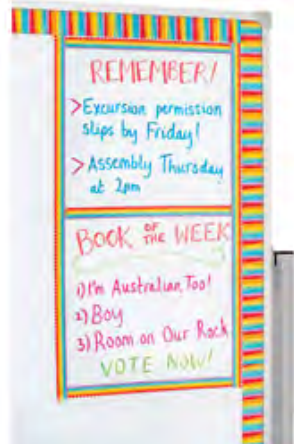 REMEMBER!
>Excursion permission
slips by Friday!
>Assembly Thursday
at 2pm
BOOK OF THE WEEK
1) I'm Australian, Too!
2) Boy
3) Room on Our Rock
VOTE NOW!